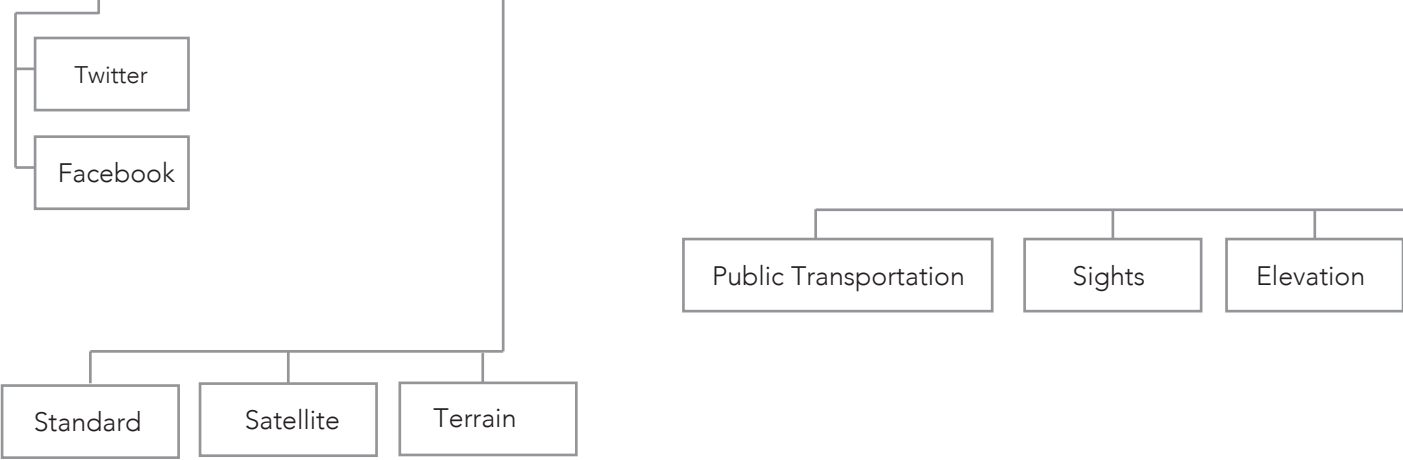 Twitter
Facebook
Public Transportation
Sights
Elevation
Standard
Satellite
Terrain